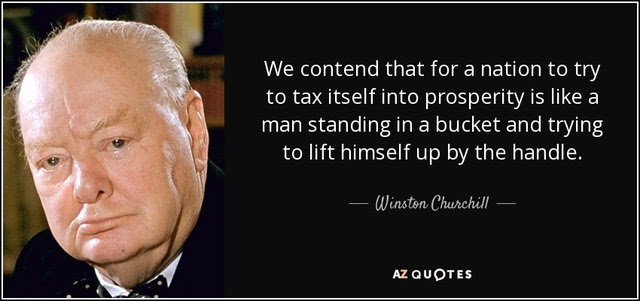 We contend that for a nation to try
to tax itself into prosperity is like a
man standing in a bucket and trying
to lift himself up by the handle.
Winston Churchill
AZ QUOTES